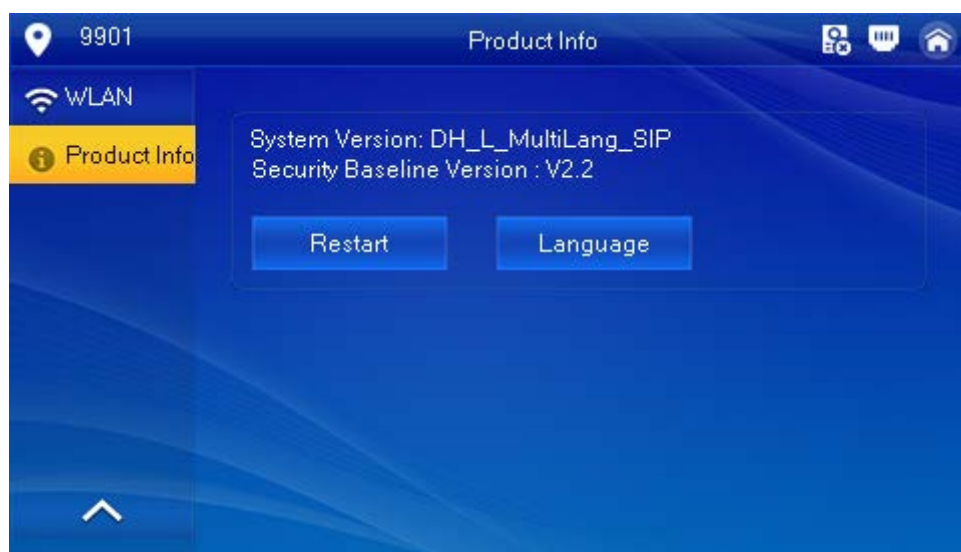 9901
Product Info
WLAN
Product Info
System Version: DH_L_MultiLang_SIP
Security Baseline Version : V2.2
Restart
Language